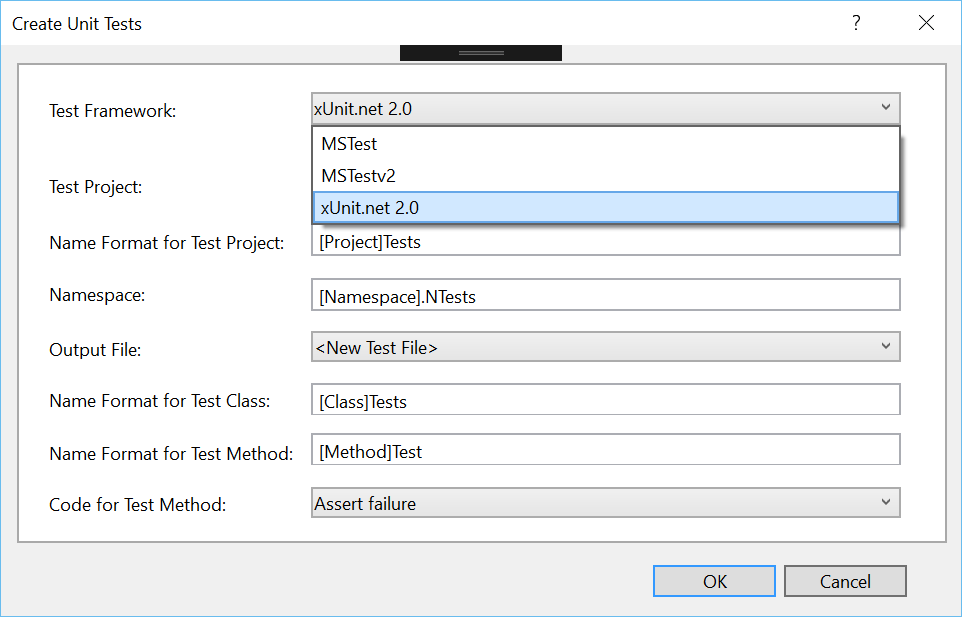 Create Unit Tests ?
Test Framework: xUnit.net 2.0
MSTest
MSTestv2
Test Project:
xUnit.net 2.0
Name Format for Test Project: [Project]Tests
Namespace: [Namespace].NTests
Output File: <New Test File>
Name Format for Test Class: [Class]Tests
Name Format for Test Method: [Method]Test
Code for Test Method: Assert failure
OK Cancel